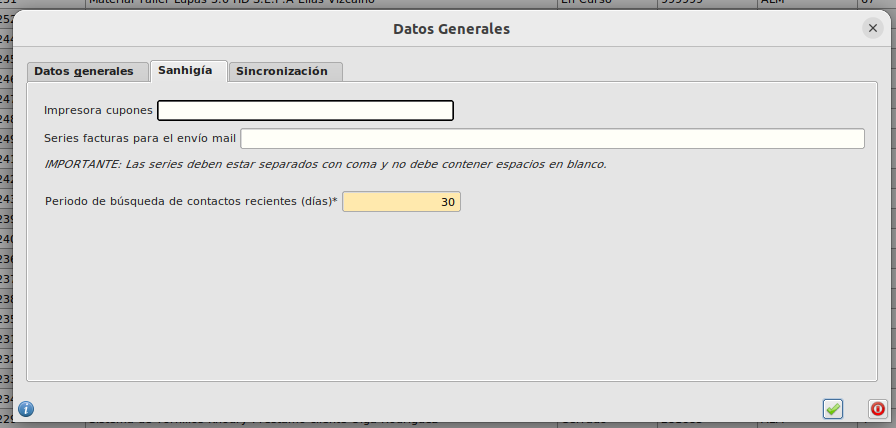 Datos Generales
Datos generales Sanhigía Sincronización
Impresora cupones
Series facturas para el envío mail
IMPORTANTE: Las series deben estar separados con coma y no debe contener espacios en blanco.
Periodo de búsqueda de contactos recientes (días)* 30